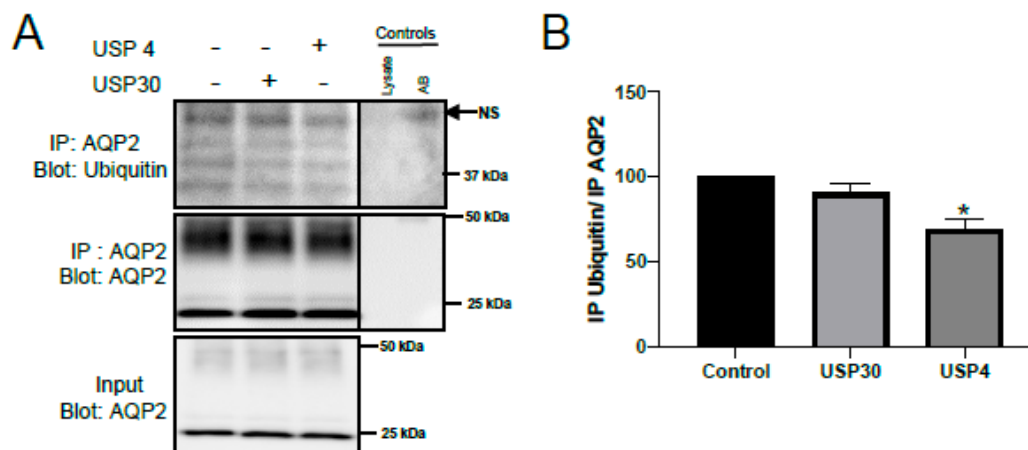 A
USP 4 - - +
USP30 - + -
Controls
Lysate
AB
IP: AQP2
Blot: Ubiquitin
NS
37 kDa
IP : AQP2
Blot: AQP2
50 kDa
25 kDa
Input
Blot: AQP2
50 kDa
25 kDa
B
IP Ubiquitin/ IP AQP2
150
100
50
0
*
Control USP30 USP4